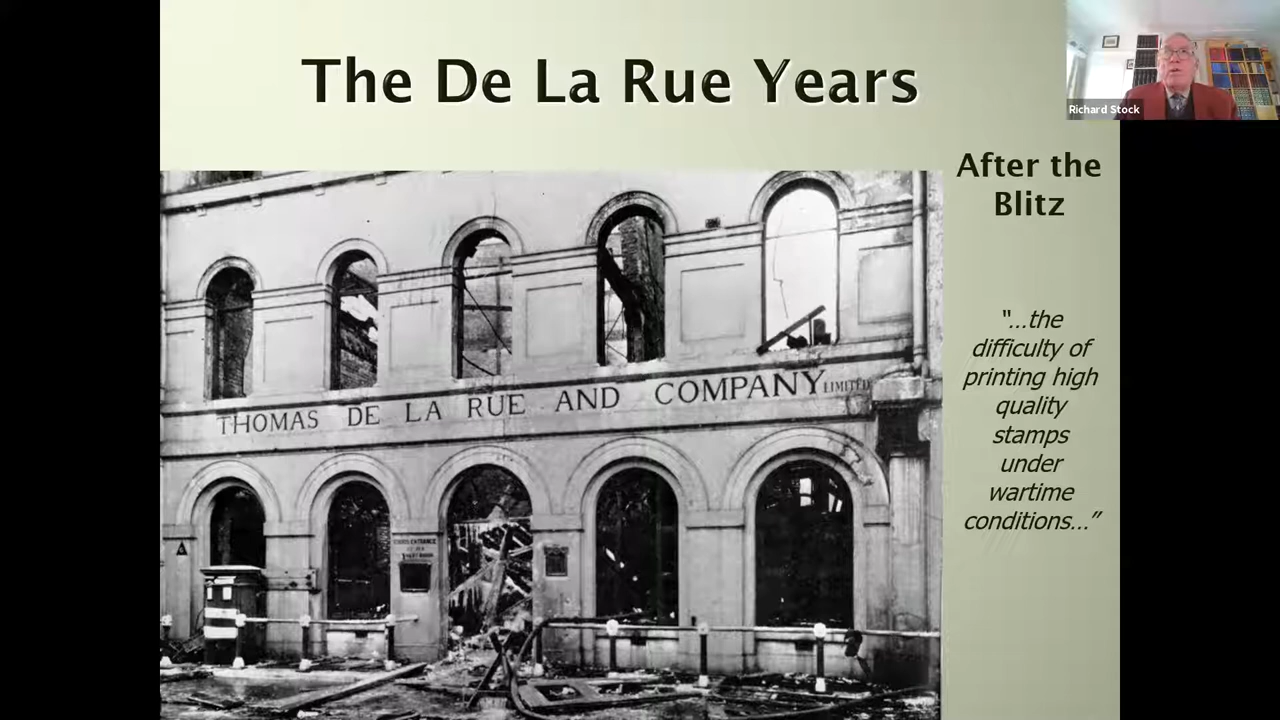 The De La Rue Years
Richard Stock
After the
Blitz
THOMAS DE LA RUE AND COMPANY LIMITED
"...the
difficulty of
printing high
quality
stamps
under
wartime
conditions..."